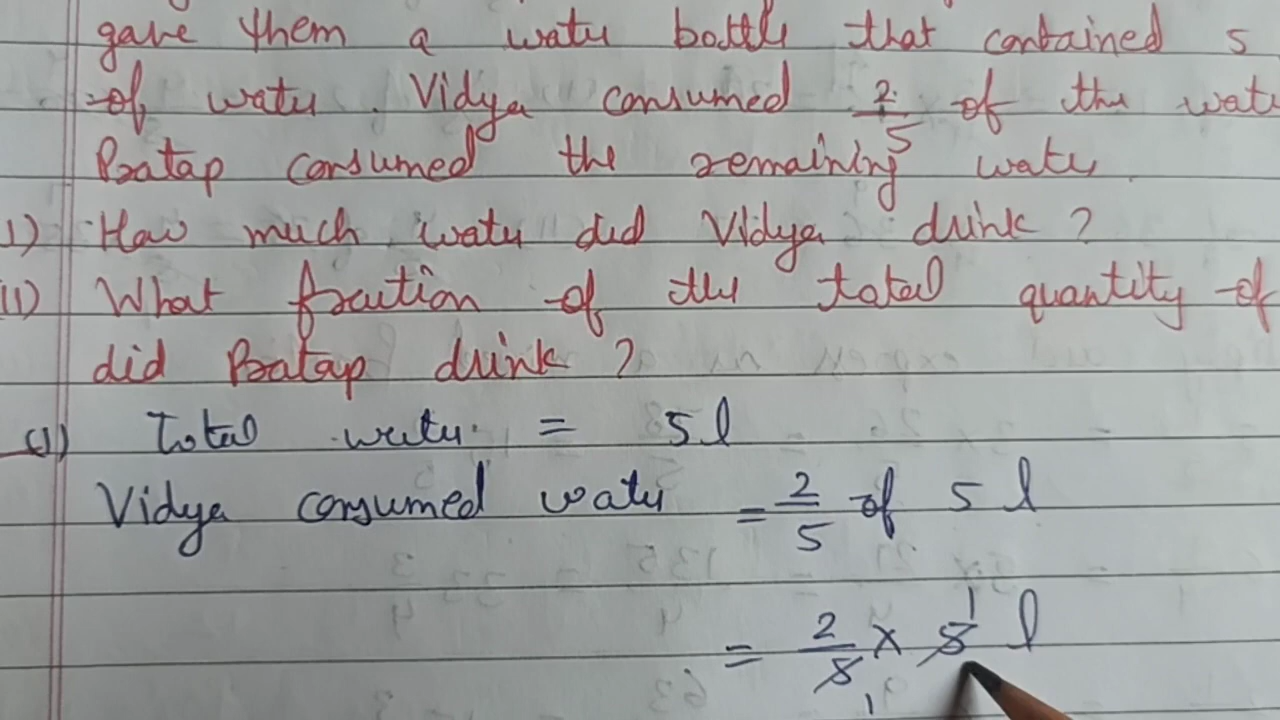 gave them a water bottle that contained 5
of water. Vidya consumed 2/5 of the wate
Pratap consumed the remaining water.
I) How much water did Vidya drink?
II) What fraction of the total quantity of
did Pratap drink?
(I) Total water = 5 l
Vidya consumed water = 2/5 of 5 l
= 2/5 1 × 5 1 l